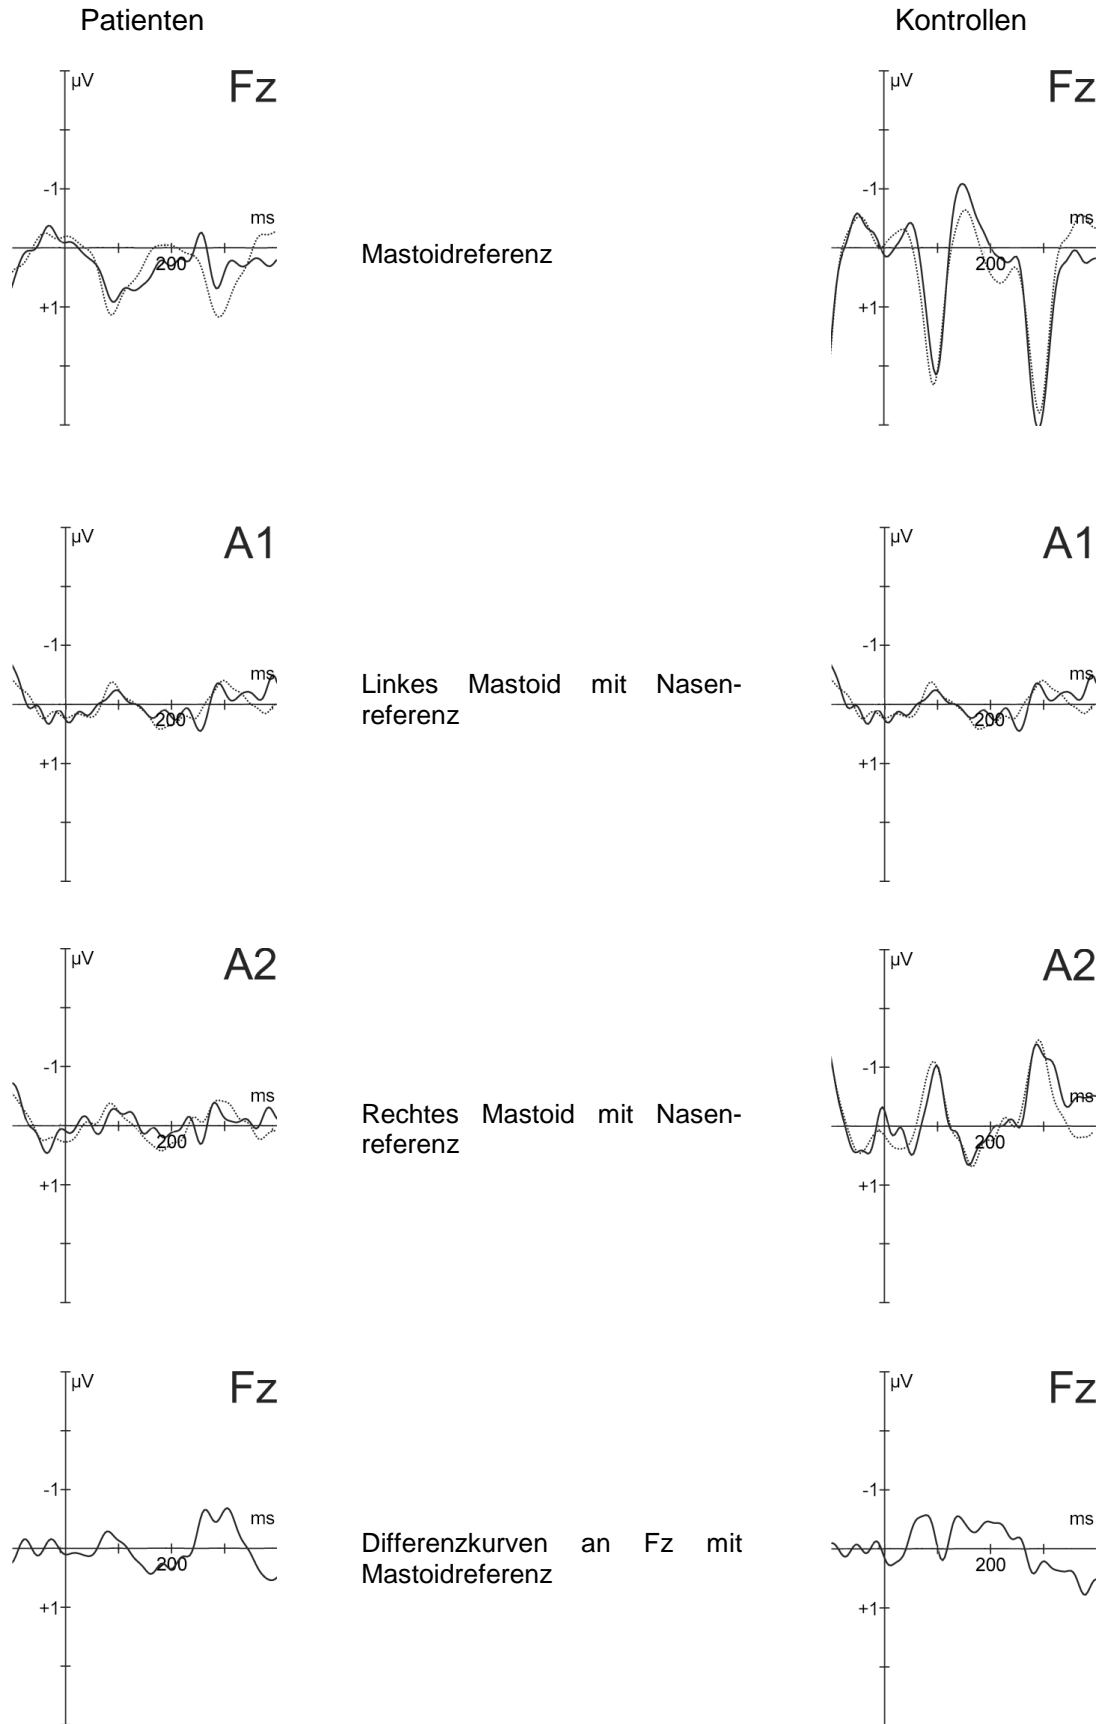 Patienten Kontrollen
µV Fz µV Fz
-1 -1
ms ms
200 Mastoidreferenz 200
+1 +1
µV A1 µV A1
-1 -1
ms ms
200 Linkes Mastoid mit Nasen- 200
referenz
+1 +1
µV A2 µV A2
-1 -1
ms ms
200 Rechtes Mastoid mit Nasen- 200
referenz
+1 +1
µV Fz µV Fz
-1 -1
ms ms
200 Differenzkurven an Fz mit 200
Mastoidreferenz
+1 +1